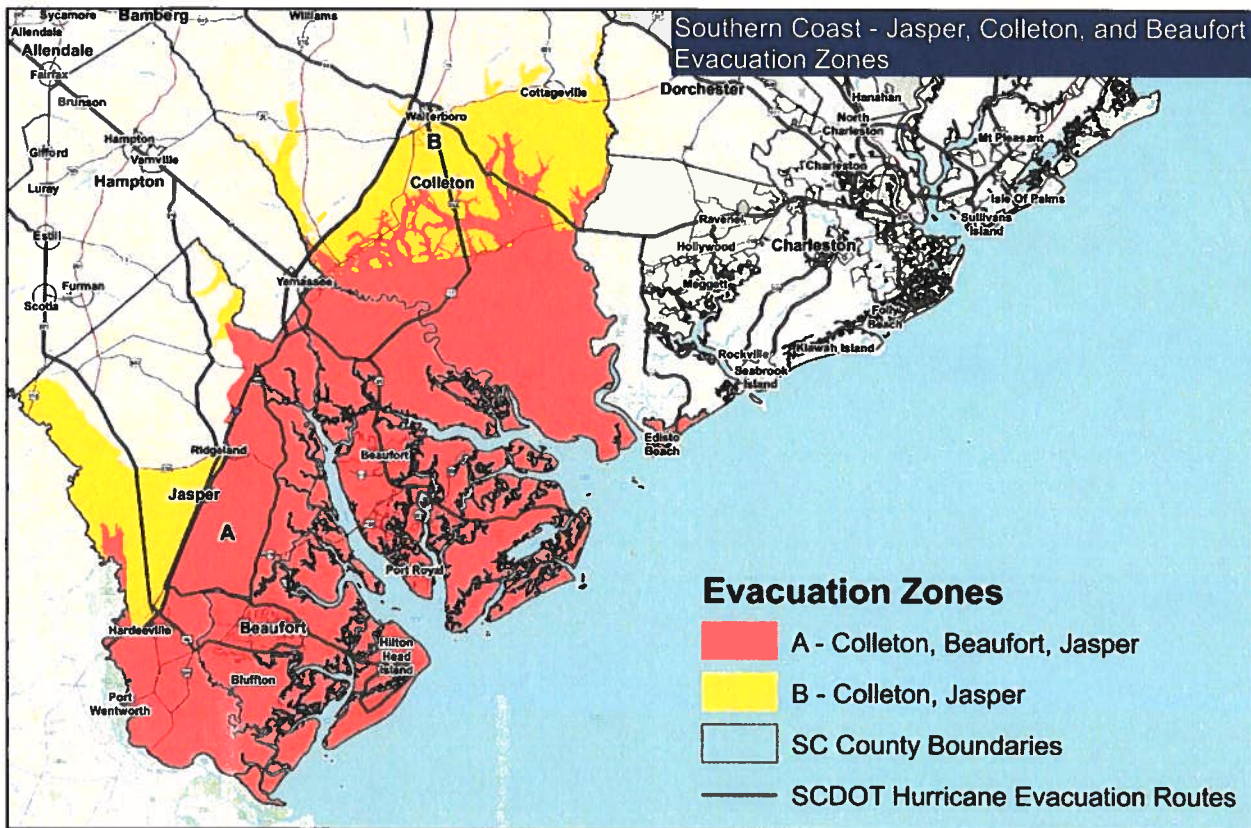 Southern Coast - Jasper, Colleton, and Beaufort
Evacuation Zones
Sycamore
Bamberg
Williams
Allendale
Allendale
Fairfax
Brunson
Cottageville
Dorchester
Hanahan
Walterboro
North
Charleston
Mt Pleasant
B
Hampton
Gifford
Varnville
Hampton
Luray
Colleton
Charleston
Isle Of Palms
Sullivans
Island
Ravenel
Hollywood
Charleston
Estill
Yemassee
Furman
Scotia
Meggett
Folly
Beach
Kiawah Island
Rockville
Seabrook
Island
Edisto
Beach
Ridgeland
Beaufort
Jasper
A
Port Royal
Hardeeville
Beaufort
Hilton
Head
Island
Bluffton
Port
Wentworth
Evacuation Zones
A - Colleton, Beaufort, Jasper
B - Colleton, Jasper
SC County Boundaries
SCDOT Hurricane Evacuation Routes